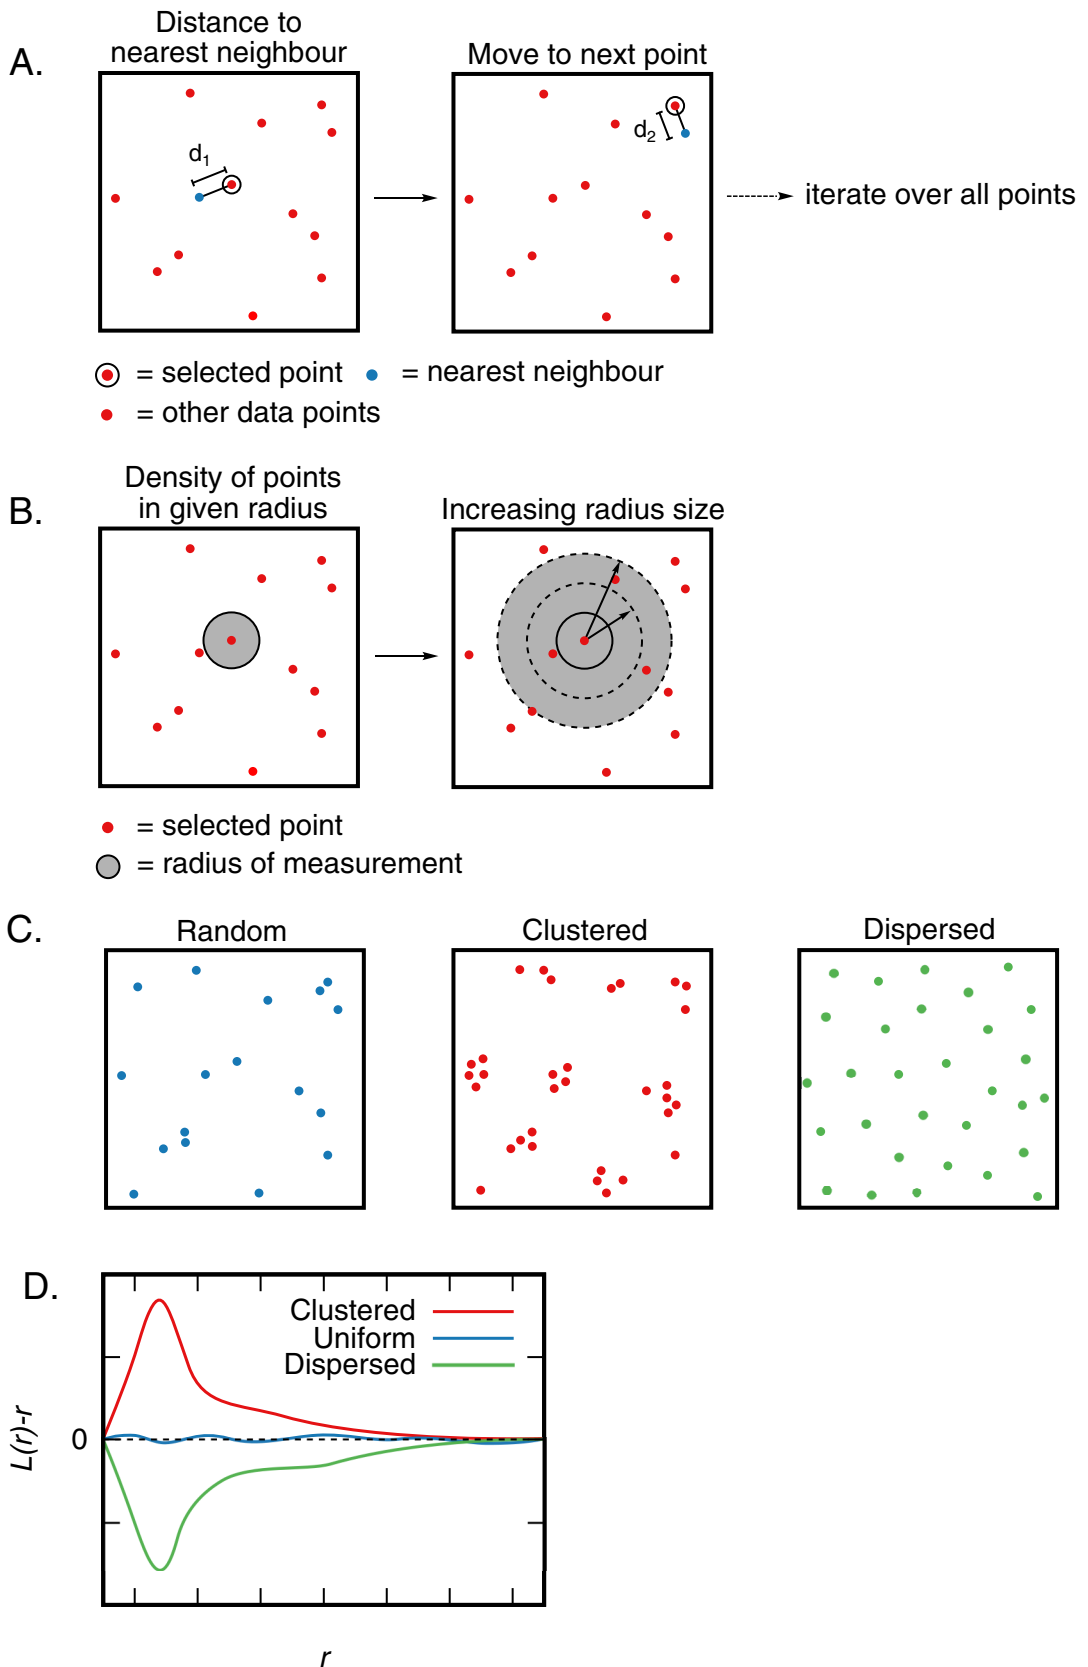 A.
Distance to
nearest neighbour
Move to next point
d1
d2
iterate over all points
= selected point
= nearest neighbour
= other data points
B.
Density of points
in given radius
Increasing radius size
= selected point
= radius of measurement
C.
Random
Clustered
Dispersed
D.
Clustered
Uniform
Dispersed
L(r)-r
0
r